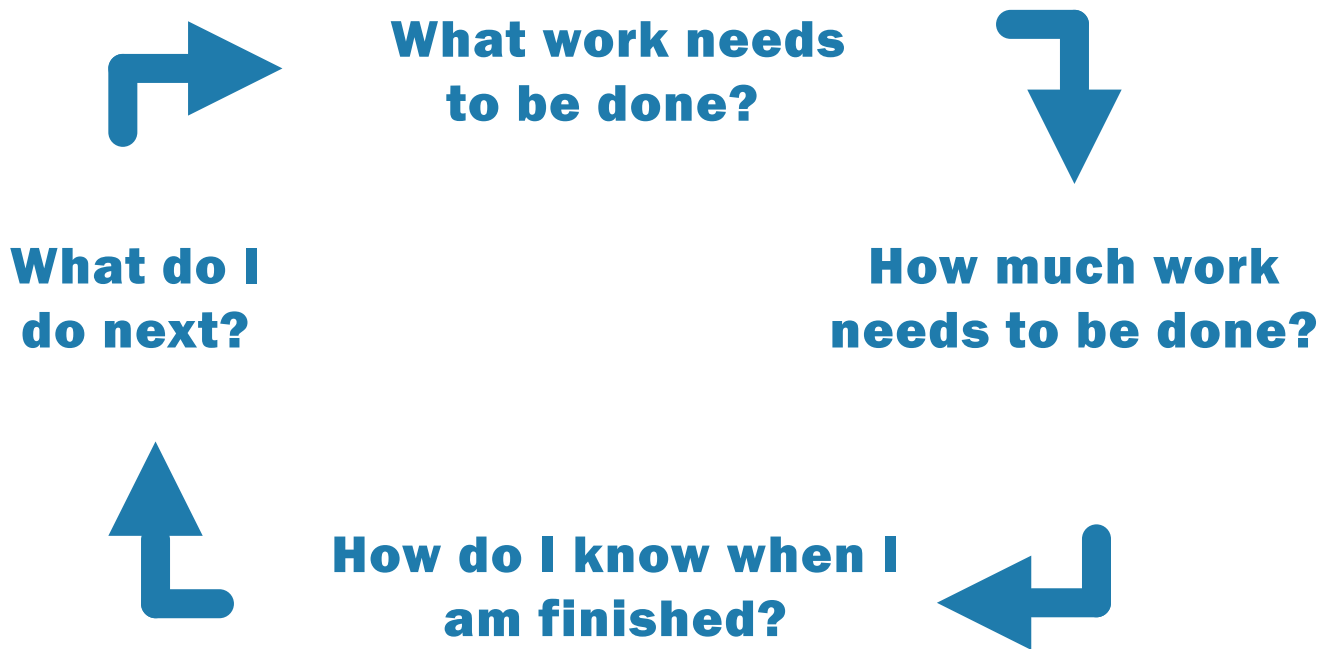 What work needs
to be done?
How much work
needs to be done?
How do I know when I
am finished?
What do I
do next?